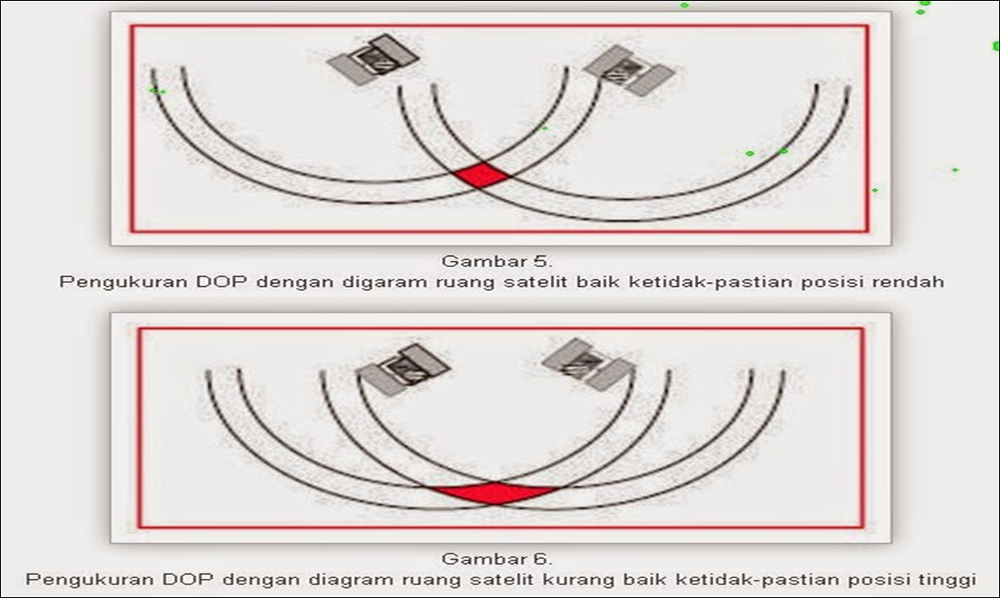 Gambar 5.
Pengukuran DOP dengan digaram ruang satelit baik ketidak-pastian posisi rendah
Gambar 6.
Pengukuran DOP dengan diagram ruang satelit kurang baik ketidak-pastian posisi tinggi